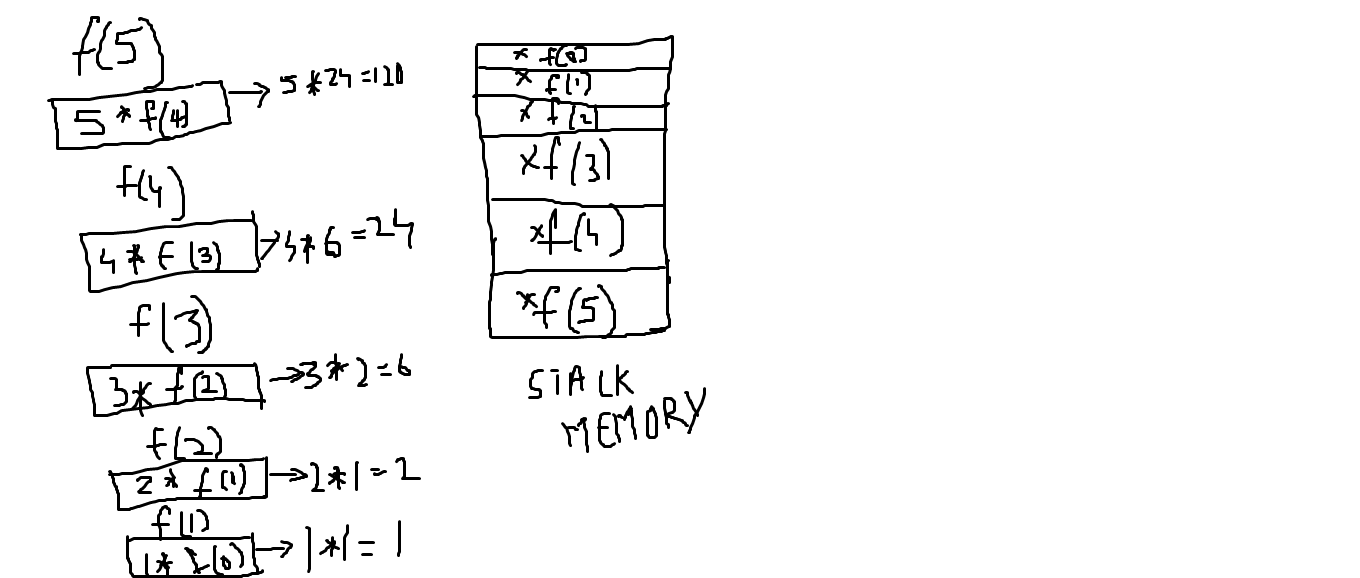 f(5)
5 * f(4) → 5 * 24 = 120
f(4)
4 * f(3) → 4 * 6 = 24
f(3)
3 * f(2) → 3 * 2 = 6
f(2)
2 * f(1) → 2 * 1 = 2
f(1)
1 * f(0) → 1 * 1 = 1
x f(0)
x f(1)
x f(2)
x f(3)
x f(4)
x f(5)
STALK
MEMORY